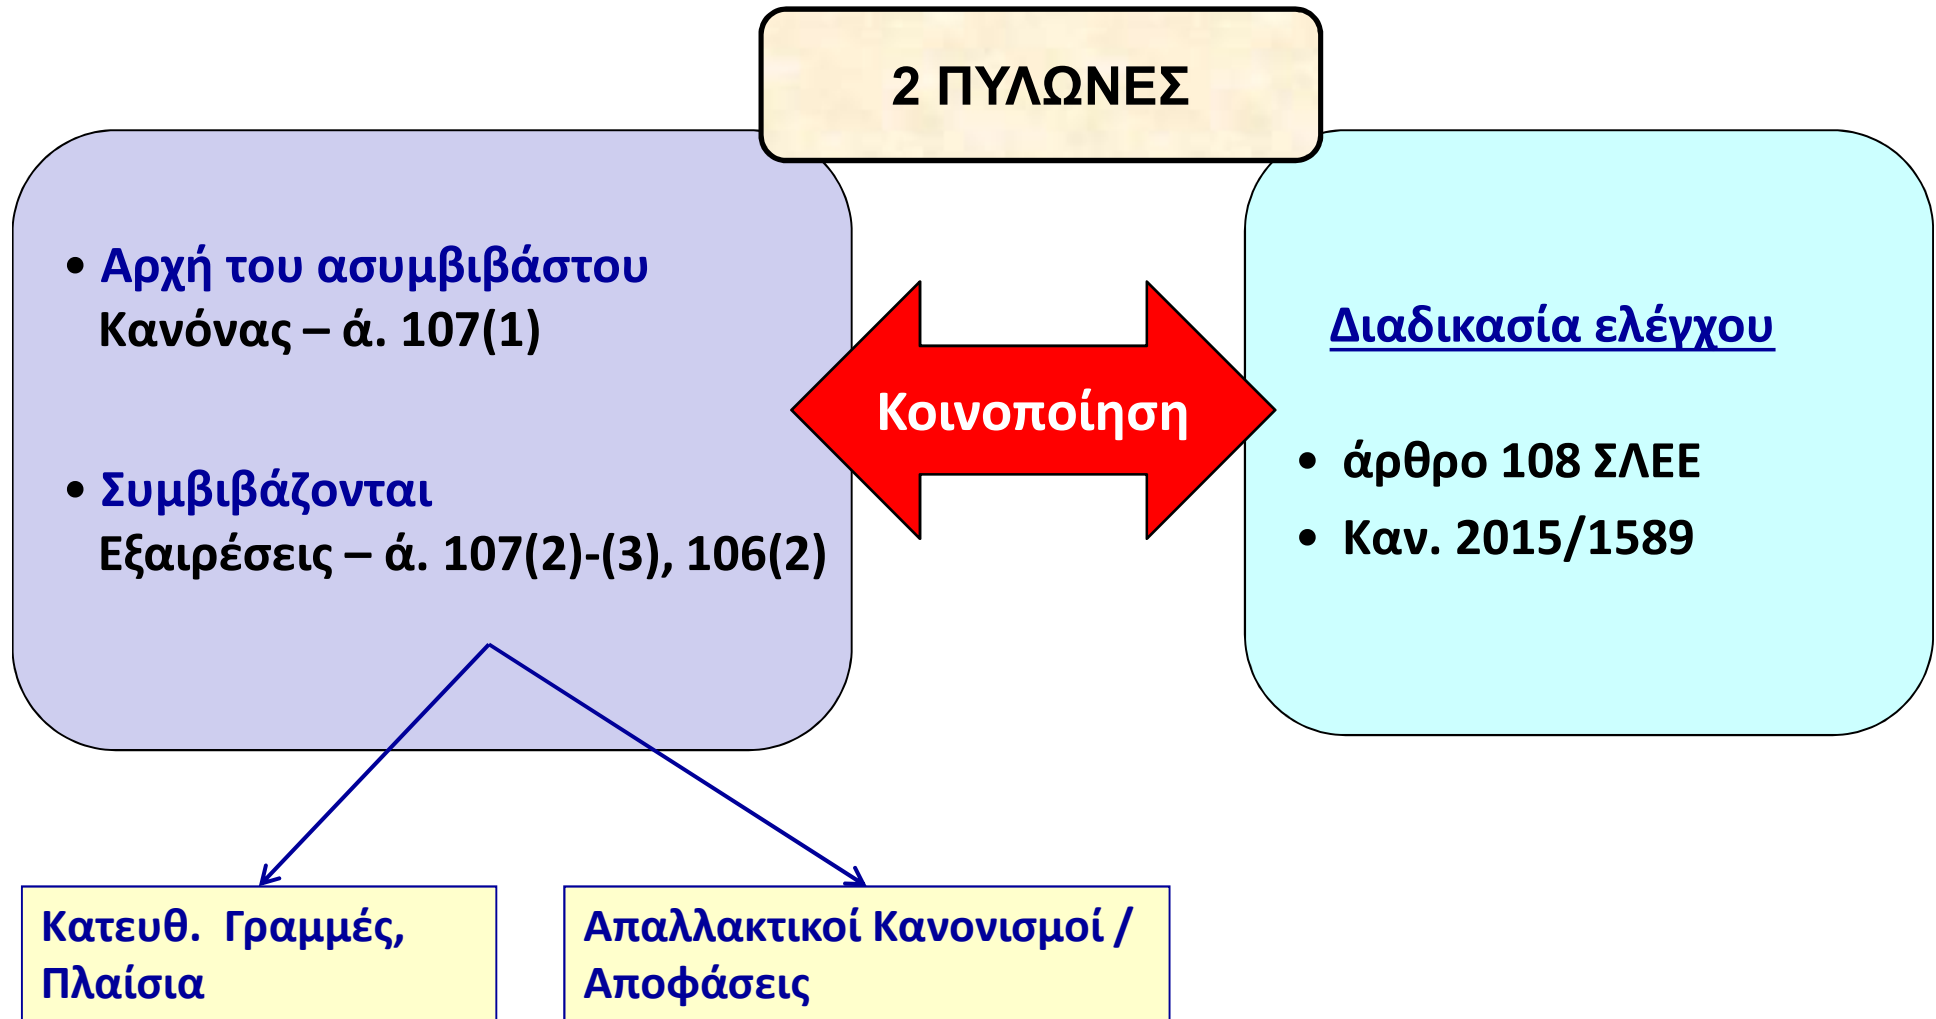 2 ΠΥΛΩΝΕΣ
• Αρχή του ασυμβιβάστου
Κανόνας – ά. 107(1)
• Συμβιβάζονται
Εξαιρέσεις – ά. 107(2)-(3), 106(2)
Κοινοποίηση
Διαδικασία ελέγχου
• άρθρο 108 ΣΛΕΕ
• Καν. 2015/1589
Κατευθ. Γραμμές,
Πλαίσια
Απαλλακτικοί Κανονισμοί /
Αποφάσεις